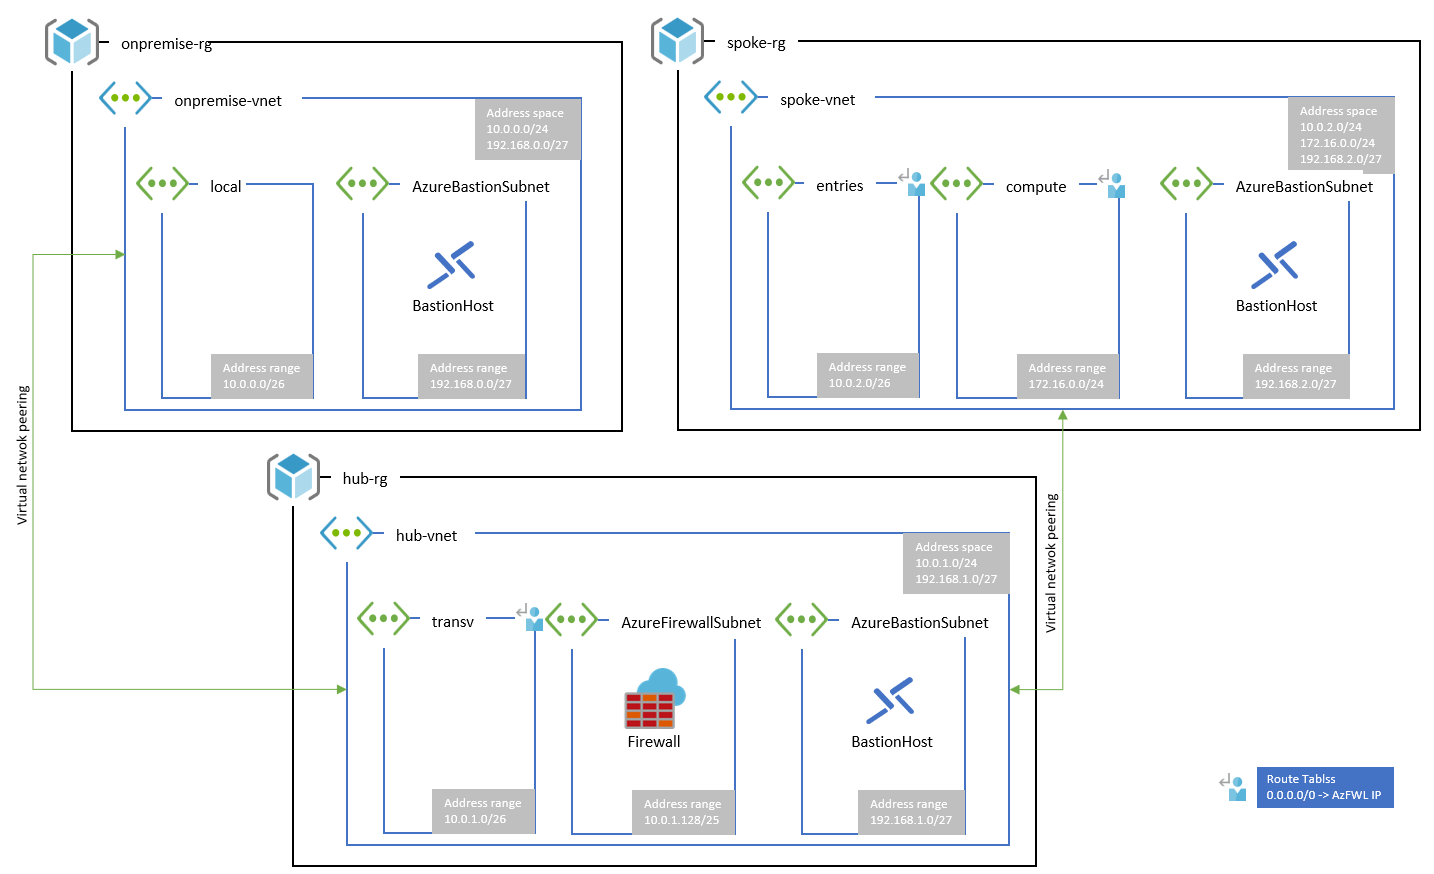 onpremise-rg
onpremise-vnet
Address space
10.0.0.0/24
192.168.0.0/27
local
AzureBastionSubnet
BastionHost
Address range
10.0.0.0/26
Address range
192.168.0.0/27
spoke-rg
spoke-vnet
Address space
10.0.2.0/24
172.16.0.0/24
192.168.2.0/27
entries
compute
AzureBastionSubnet
BastionHost
Address range
10.0.2.0/26
Address range
172.16.0.0/24
Address range
192.168.2.0/27
Virtual netwok peering
hub-rg
hub-vnet
Address space
10.0.1.0/24
192.168.1.0/27
transv
AzureFirewallSubnet
AzureBastionSubnet
Firewall
BastionHost
Address range
10.0.1.0/26
Address range
10.0.1.128/25
Address range
192.168.1.0/27
Virtual netwok peering
Route Tablss
0.0.0.0/0 -> AzFWL IP